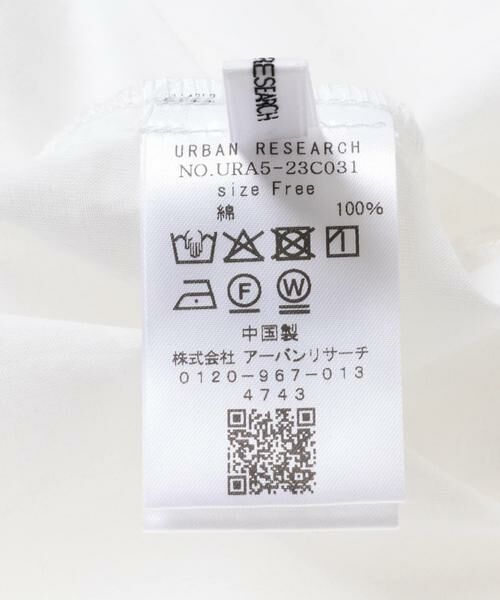 RESEARCH
URBAN RESEARCH
NO.URA5-23C031
size Free
綿 100%
F W
中国製
株式会社 アーバンリサーチ
0120-967-013
4743